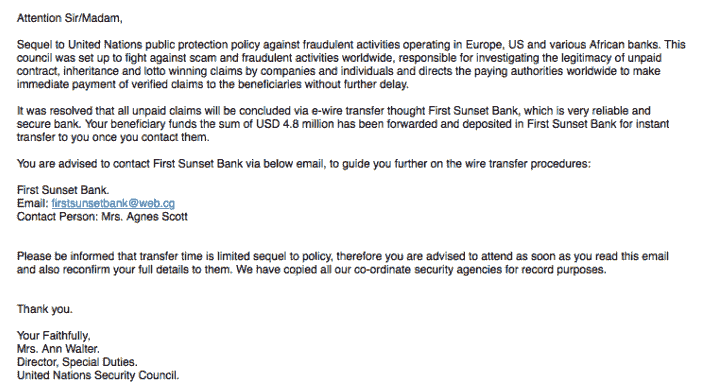 Attention Sir/Madam,
Sequel to United Nations public protection policy against fraudulent activities operating in Europe, US and various African banks. This
council was set up to fight against scam and fraudulent activities worldwide, responsible for investigating the legitimacy of unpaid
contract, inheritance and lotto winning claims by companies and individuals and directs the paying authorities worldwide to make
immediate payment of verified claims to the beneficiaries without further delay.
It was resolved that all unpaid claims will be concluded via e-wire transfer thought First Sunset Bank, which is very reliable and
secure bank. Your beneficiary funds the sum of USD 4.8 million has been forwarded and deposited in First Sunset Bank for instant
transfer to you once you contact them.
You are advised to contact First Sunset Bank via below email, to guide you further on the wire transfer procedures:
First Sunset Bank.
Email: firstsunsetbank@web.cg
Contact Person: Mrs. Agnes Scott
Please be informed that transfer time is limited sequel to policy, therefore you are advised to attend as soon as you read this email
and also reconfirm your full details to them. We have copied all our co-ordinate security agencies for record purposes.
Thank you.
Your Faithfully,
Mrs. Ann Walter.
Director, Special Duties.
United Nations Security Council.